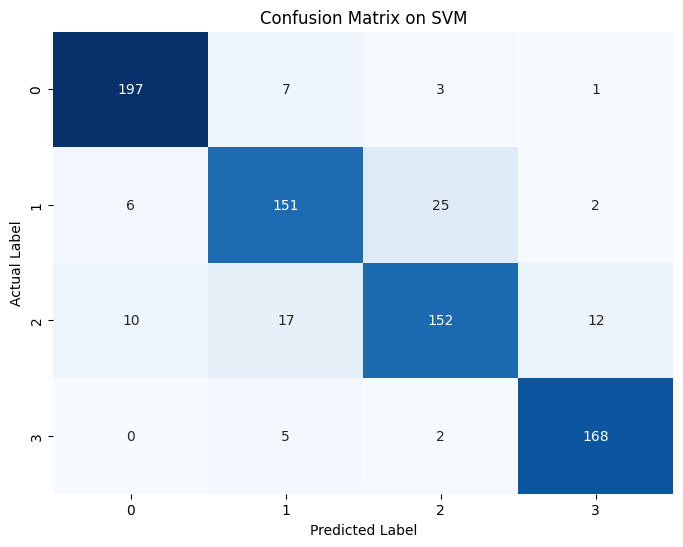 Confusion Matrix on SVM
0 197 7 3 1
1 6 151 25 2
2 10 17 152 12
3 0 5 2 168
0 1 2 3
Actual Label
Predicted Label